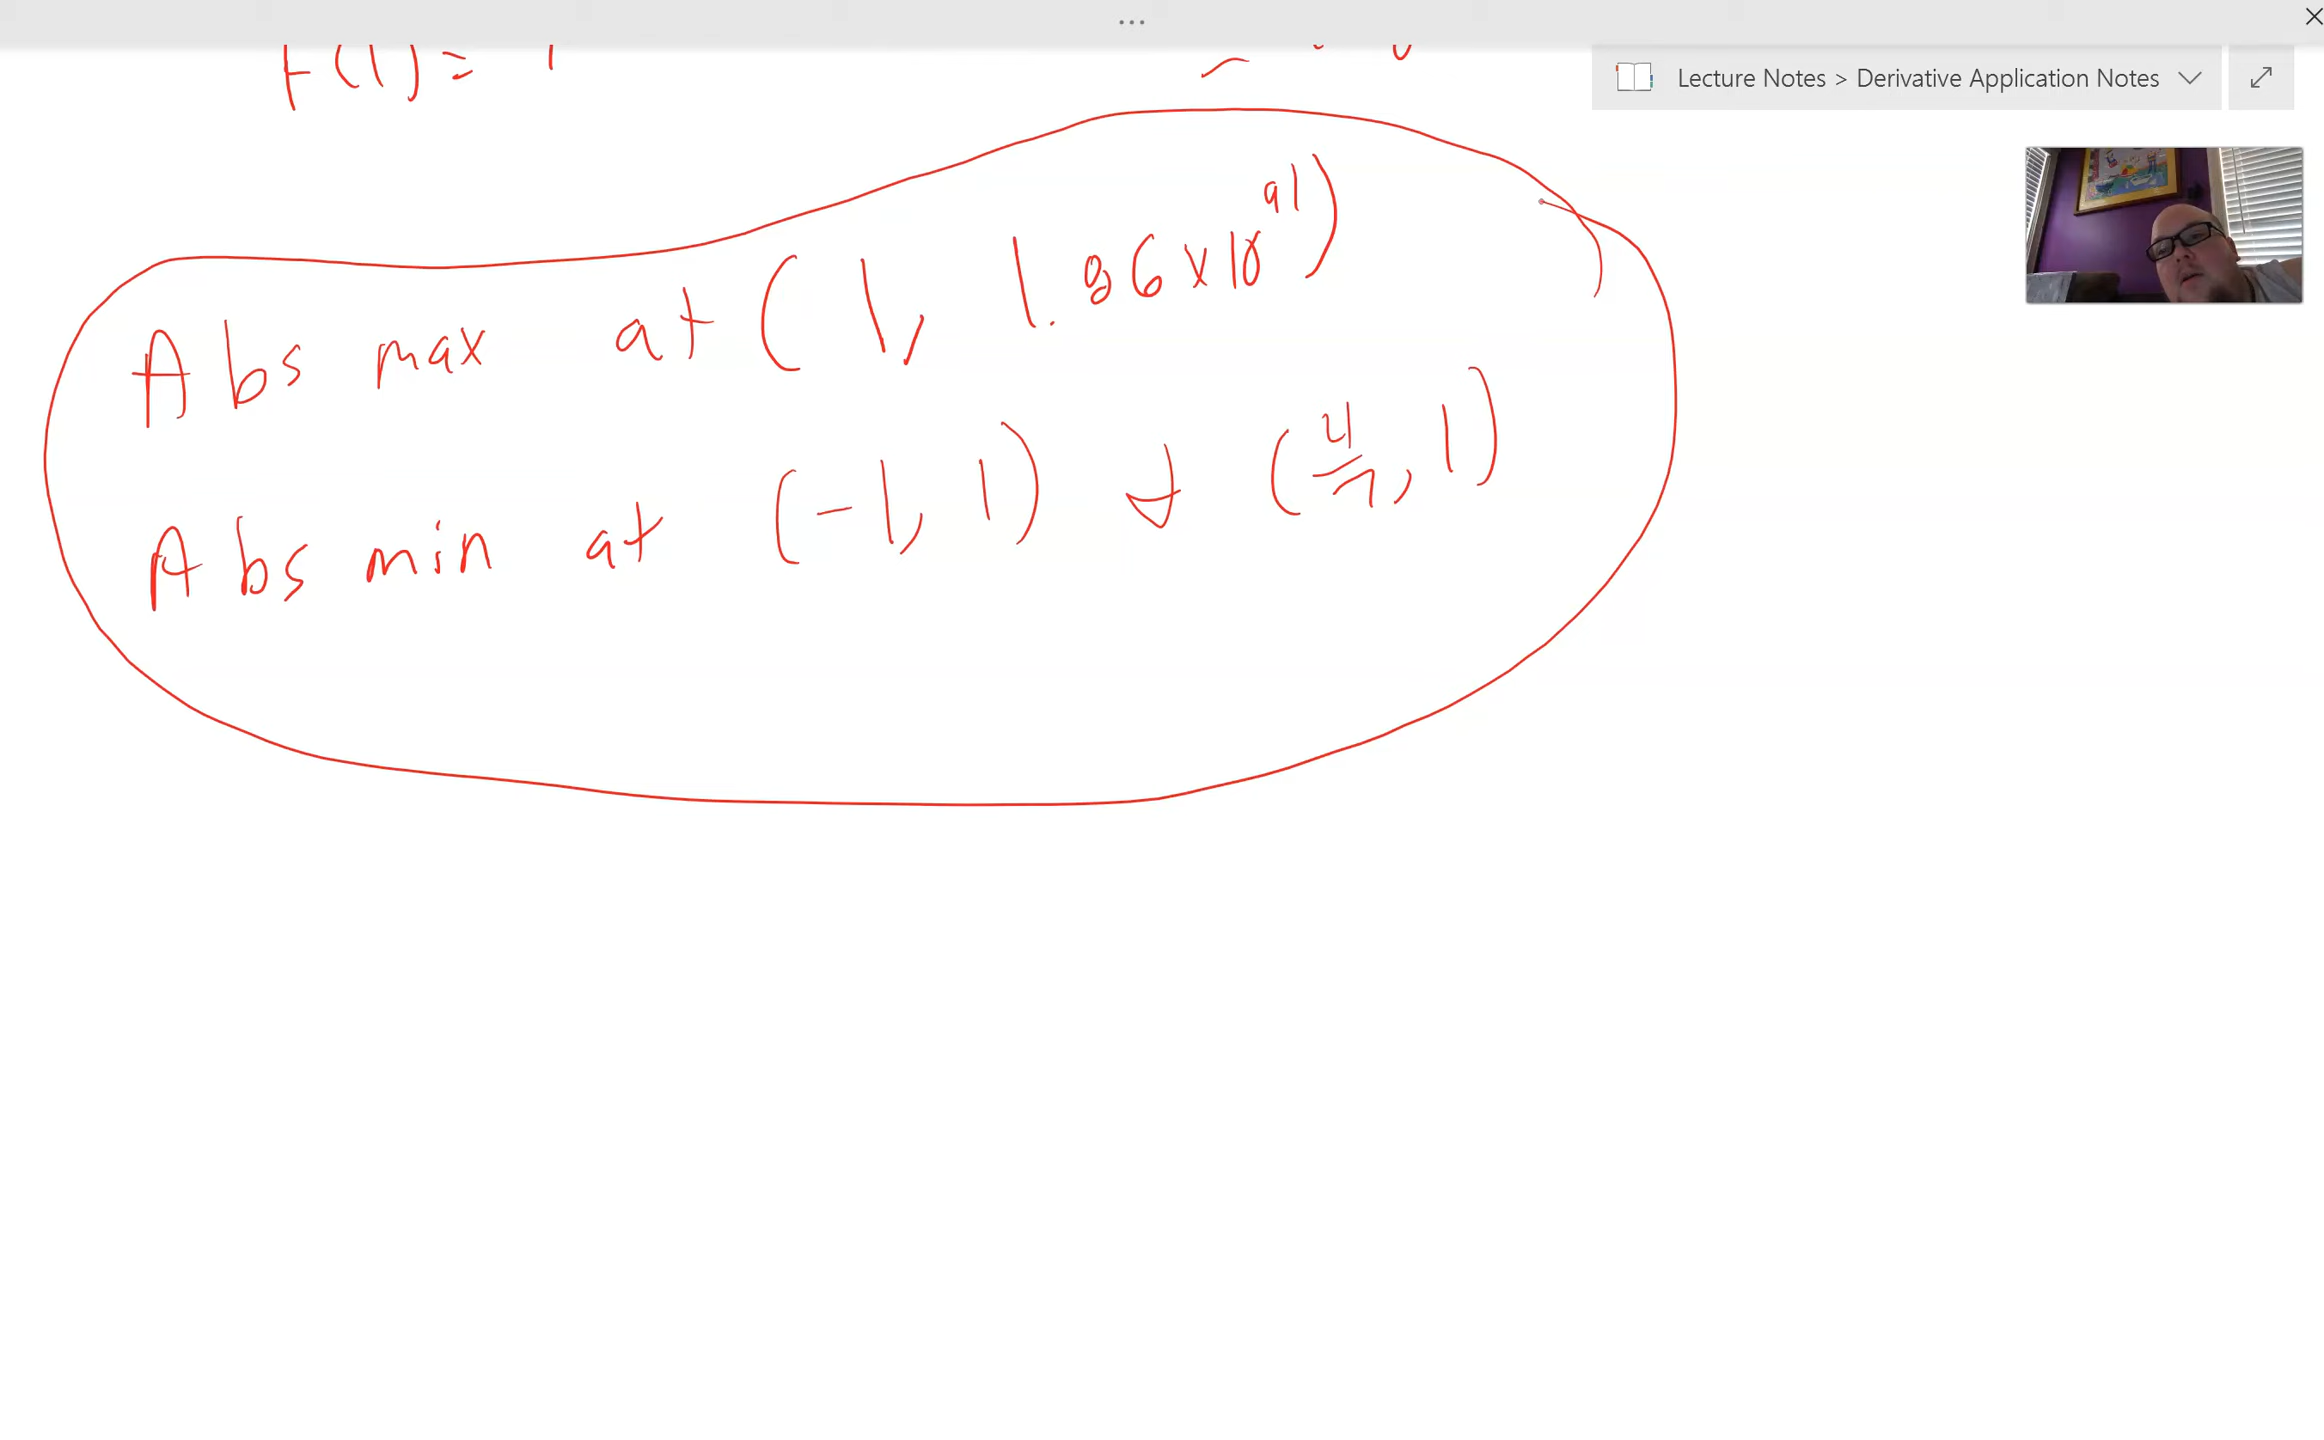 Lecture Notes > Derivative Application Notes
Abs max at (1, 1.86x10^91)
Abs min at (-1, 1) & (4/7, 1)